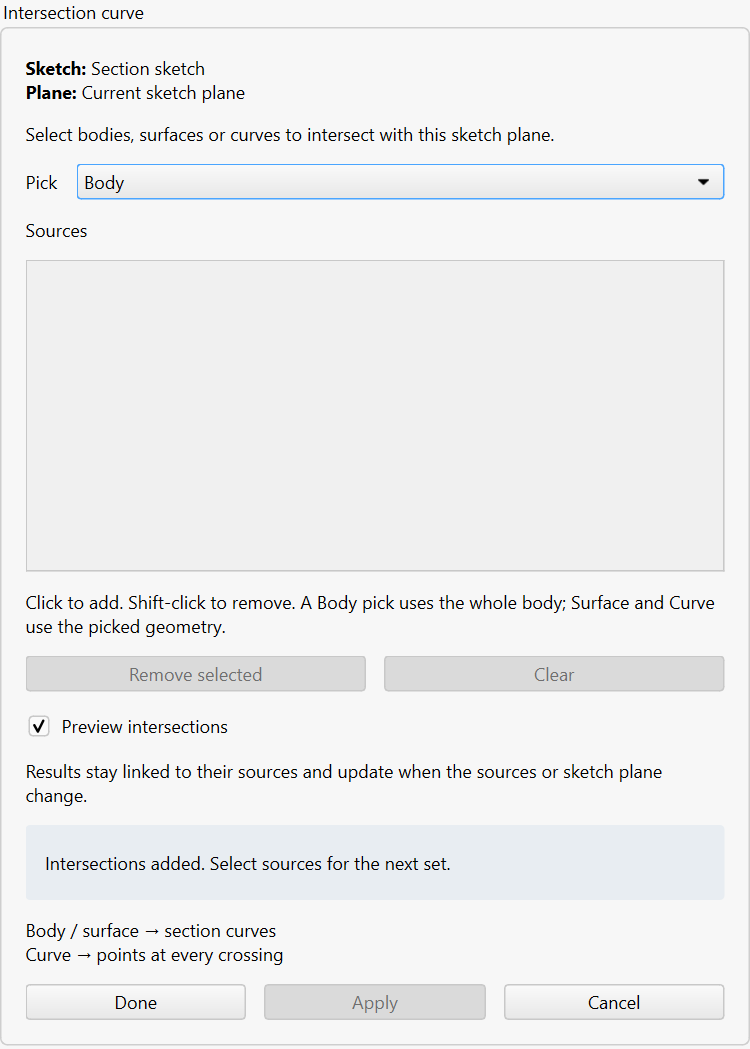 Intersection curve
Sketch: Section sketch
Plane: Current sketch plane
Select bodies, surfaces or curves to intersect with this sketch plane.
Pick Body
Sources
Click to add. Shift-click to remove. A Body pick uses the whole body; Surface and Curve
use the picked geometry.
Remove selected Clear
Preview intersections
Results stay linked to their sources and update when the sources or sketch plane
change.
Intersections added. Select sources for the next set.
Body / surface → section curves
Curve → points at every crossing
Done Apply Cancel